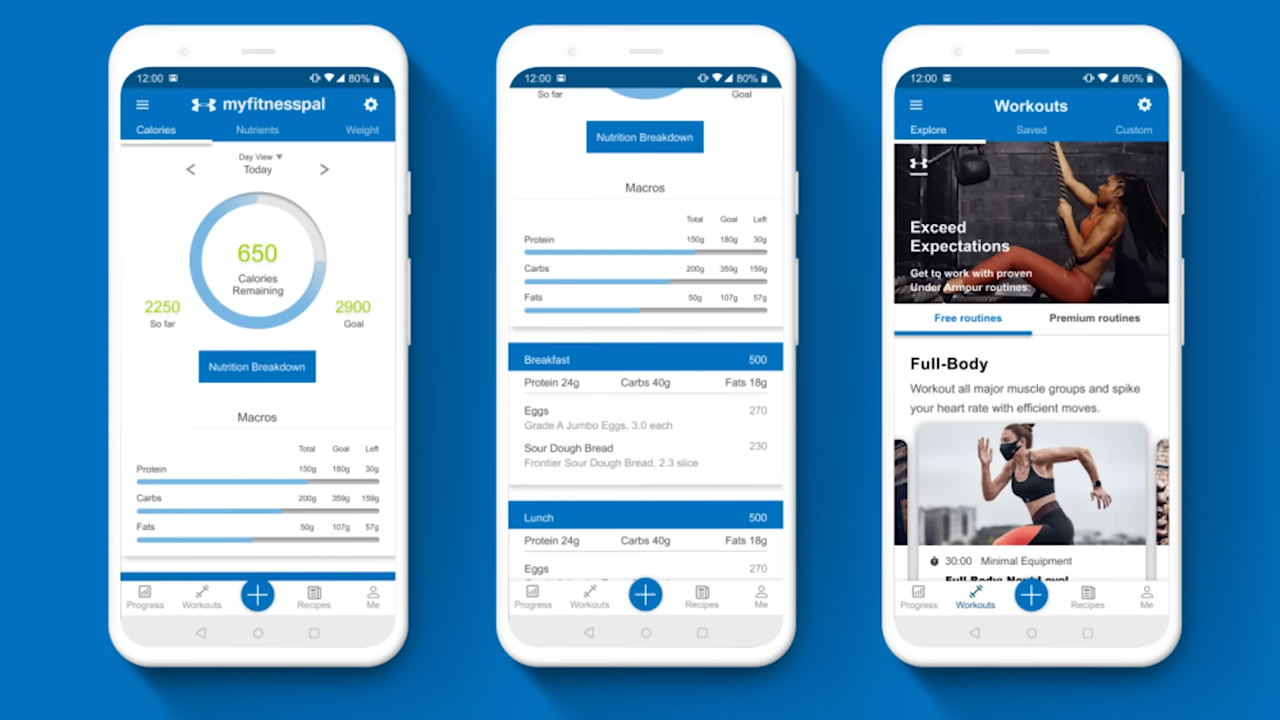 12:00 80%
myfitnesspal
Calories Nutrients Weight
Day View ▼
< Today >
650
Calories
Remaining
2250 2900
So far Goal
Nutrition Breakdown
Macros
Total Goal Left
Protein 150g 180g 30g
Carbs 200g 359g 159g
Fats 50g 107g 57g
Progress Workouts Recipes Me
12:00 80%
So far Goal
Nutrition Breakdown
Macros
Total Goal Left
Protein 150g 180g 30g
Carbs 200g 359g 159g
Fats 50g 107g 57g
Breakfast 500
Protein 24g Carbs 40g Fats 18g
Eggs 270
Grade A Jumbo Eggs, 3.0 each
Sour Dough Bread 230
Frontier Sour Dough Bread, 2.3 slice
Lunch 500
Protein 24g Carbs 40g Fats 18g
Eggs 270
Progress Workouts Recipes Me
12:00 80%
Workouts
Explore Saved Custom
Exceed
Expectations
Get to work with proven
Under Armour routines.
Free routines Premium routines
Full-Body
Workout all major muscle groups and spike
your heart rate with efficient moves.
30:00 Minimal Equipment
Full-Body: Next Level
Progress Workouts Recipes Me